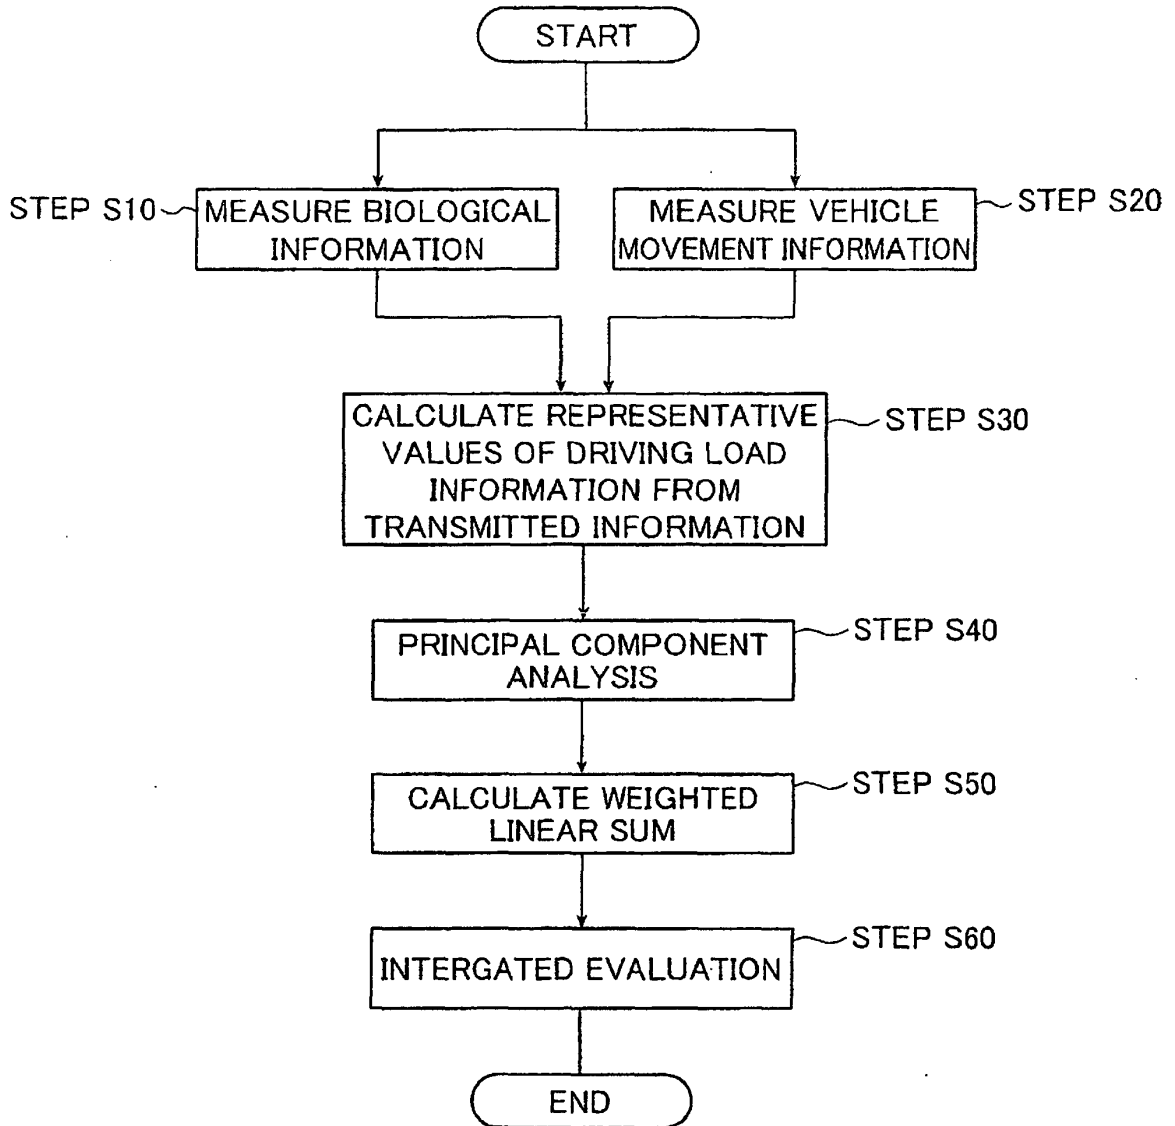 START
STEP S10
MEASURE BIOLOGICAL
INFORMATION
MEASURE VEHICLE
MOVEMENT INFORMATION
STEP S20
CALCULATE REPRESENTATIVE
VALUES OF DRIVING LOAD
INFORMATION FROM
TRANSMITTED INFORMATION
STEP S30
PRINCIPAL COMPONENT
ANALYSIS
STEP S40
CALCULATE WEIGHTED
LINEAR SUM
STEP S50
INTERGATED EVALUATION
STEP S60
END